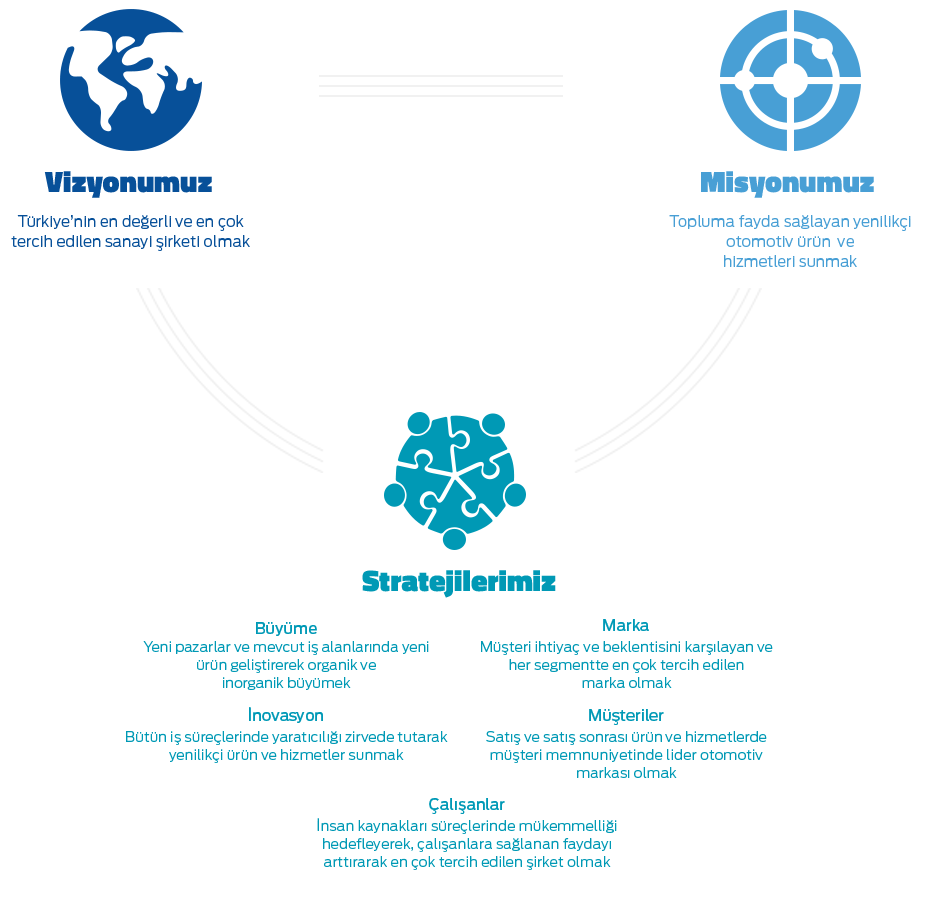 Vizyonumuz
Türkiye'nin en değerli ve en çok
tercih edilen sanayi şirketi olmak
Misyonumuz
Topluma fayda sağlayan yenilikçi
otomotiv ürün ve
hizmetleri sunmak
Stratejilerimiz
Büyüme
Yeni pazarlar ve mevcut iş alanlarında yeni
ürün geliştirerek organik ve
inorganik büyümek
Marka
Müşteri ihtiyaç ve beklentisini karşılayan ve
her segmentte en çok tercih edilen
marka olmak
İnovasyon
Bütün iş süreçlerinde yaratıcılığı zirvede tutarak
yenilikçi ürün ve hizmetler sunmak
Müşteriler
Satış ve satış sonrası ürün ve hizmetlerde
müşteri memnuniyetinde lider otomotiv
markası olmak
Çalışanlar
İnsan kaynakları süreçlerinde mükemmelliği
hedefleyerek, çalışanlara sağlanan faydayı
arttırarak en çok tercih edilen şirket olmak